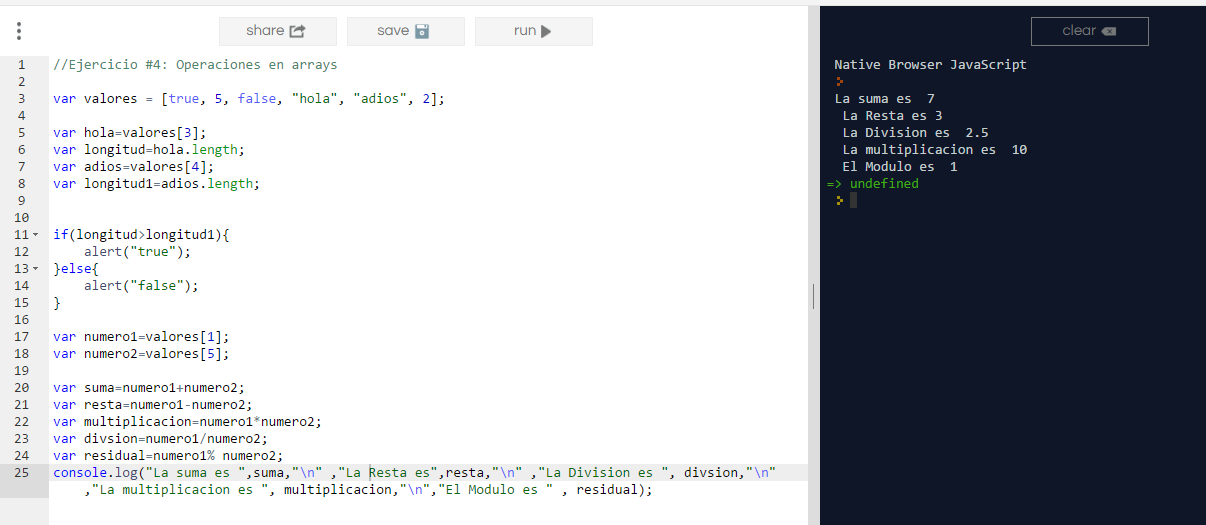 share
save
run
clear
1 //Ejercicio #4: Operaciones en arrays
2
3 var valores = [true, 5, false, "hola", "adios", 2];
4
5 var hola=valores[3];
6 var longitud=hola.length;
7 var adios=valores[4];
8 var longitud1=adios.length;
9
10
11 if(longitud>longitud1){
12 alert("true");
13 }else{
14 alert("false");
15 }
16
17 var numero1=valores[1];
18 var numero2=valores[5];
19
20 var suma=numero1+numero2;
21 var resta=numero1-numero2;
22 var multiplicacion=numero1*numero2;
23 var divsion=numero1/numero2;
24 var residual=numero1% numero2;
25 console.log("La suma es ",suma,"\n" ,"La Resta es",resta,"\n" ,"La Division es ", divsion,"\n"
,"La multiplicacion es ", multiplicacion,"\n","El Modulo es " , residual);
Native Browser JavaScript
La suma es  7
La Resta es 3
La Division es  2.5
La multiplicacion es  10
El Modulo es  1
=> undefined